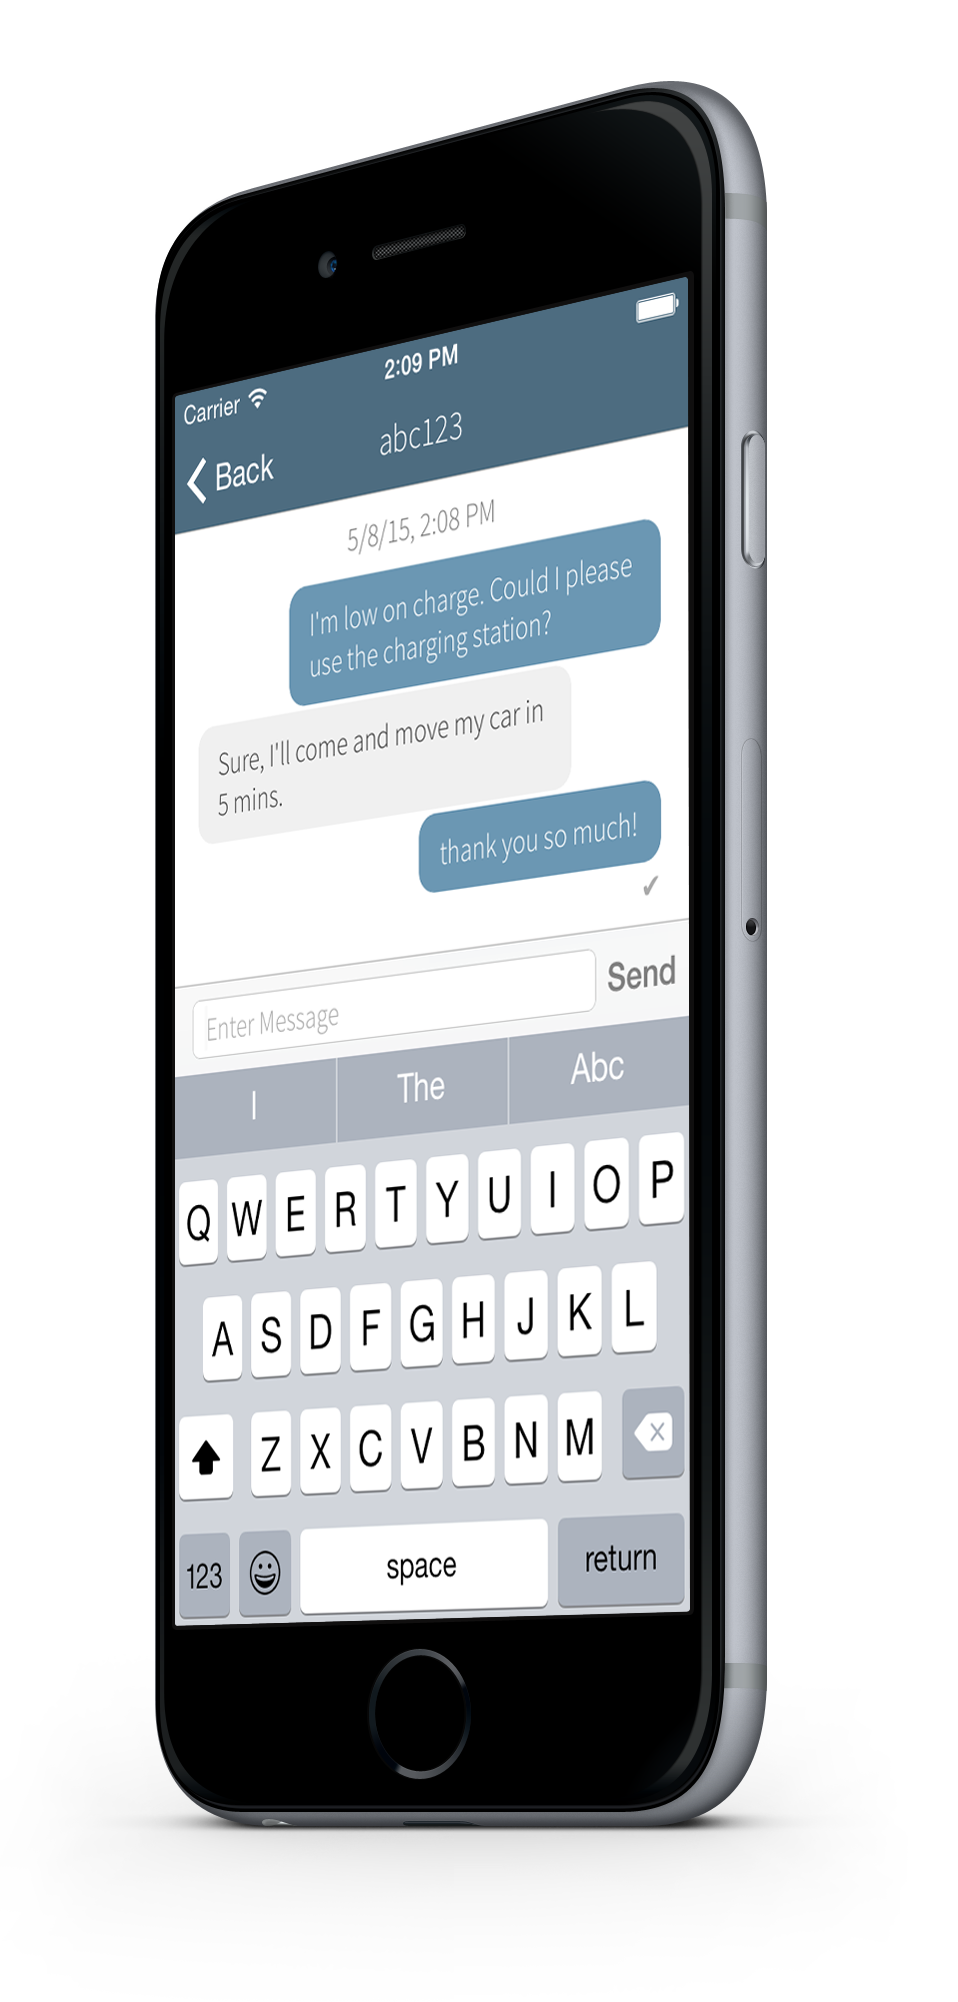 2:09 PM
Carrier
Back
abc123
5/8/15, 2:08 PM
I'm low on charge. Could I please
use the charging station?
Sure, I'll come and move my car in
5 mins.
thank you so much!
Enter Message
Send
I
The
Abc
Q W E R T Y U I O P
A S D F G H J K L
Z X C V B N M
123
space
return